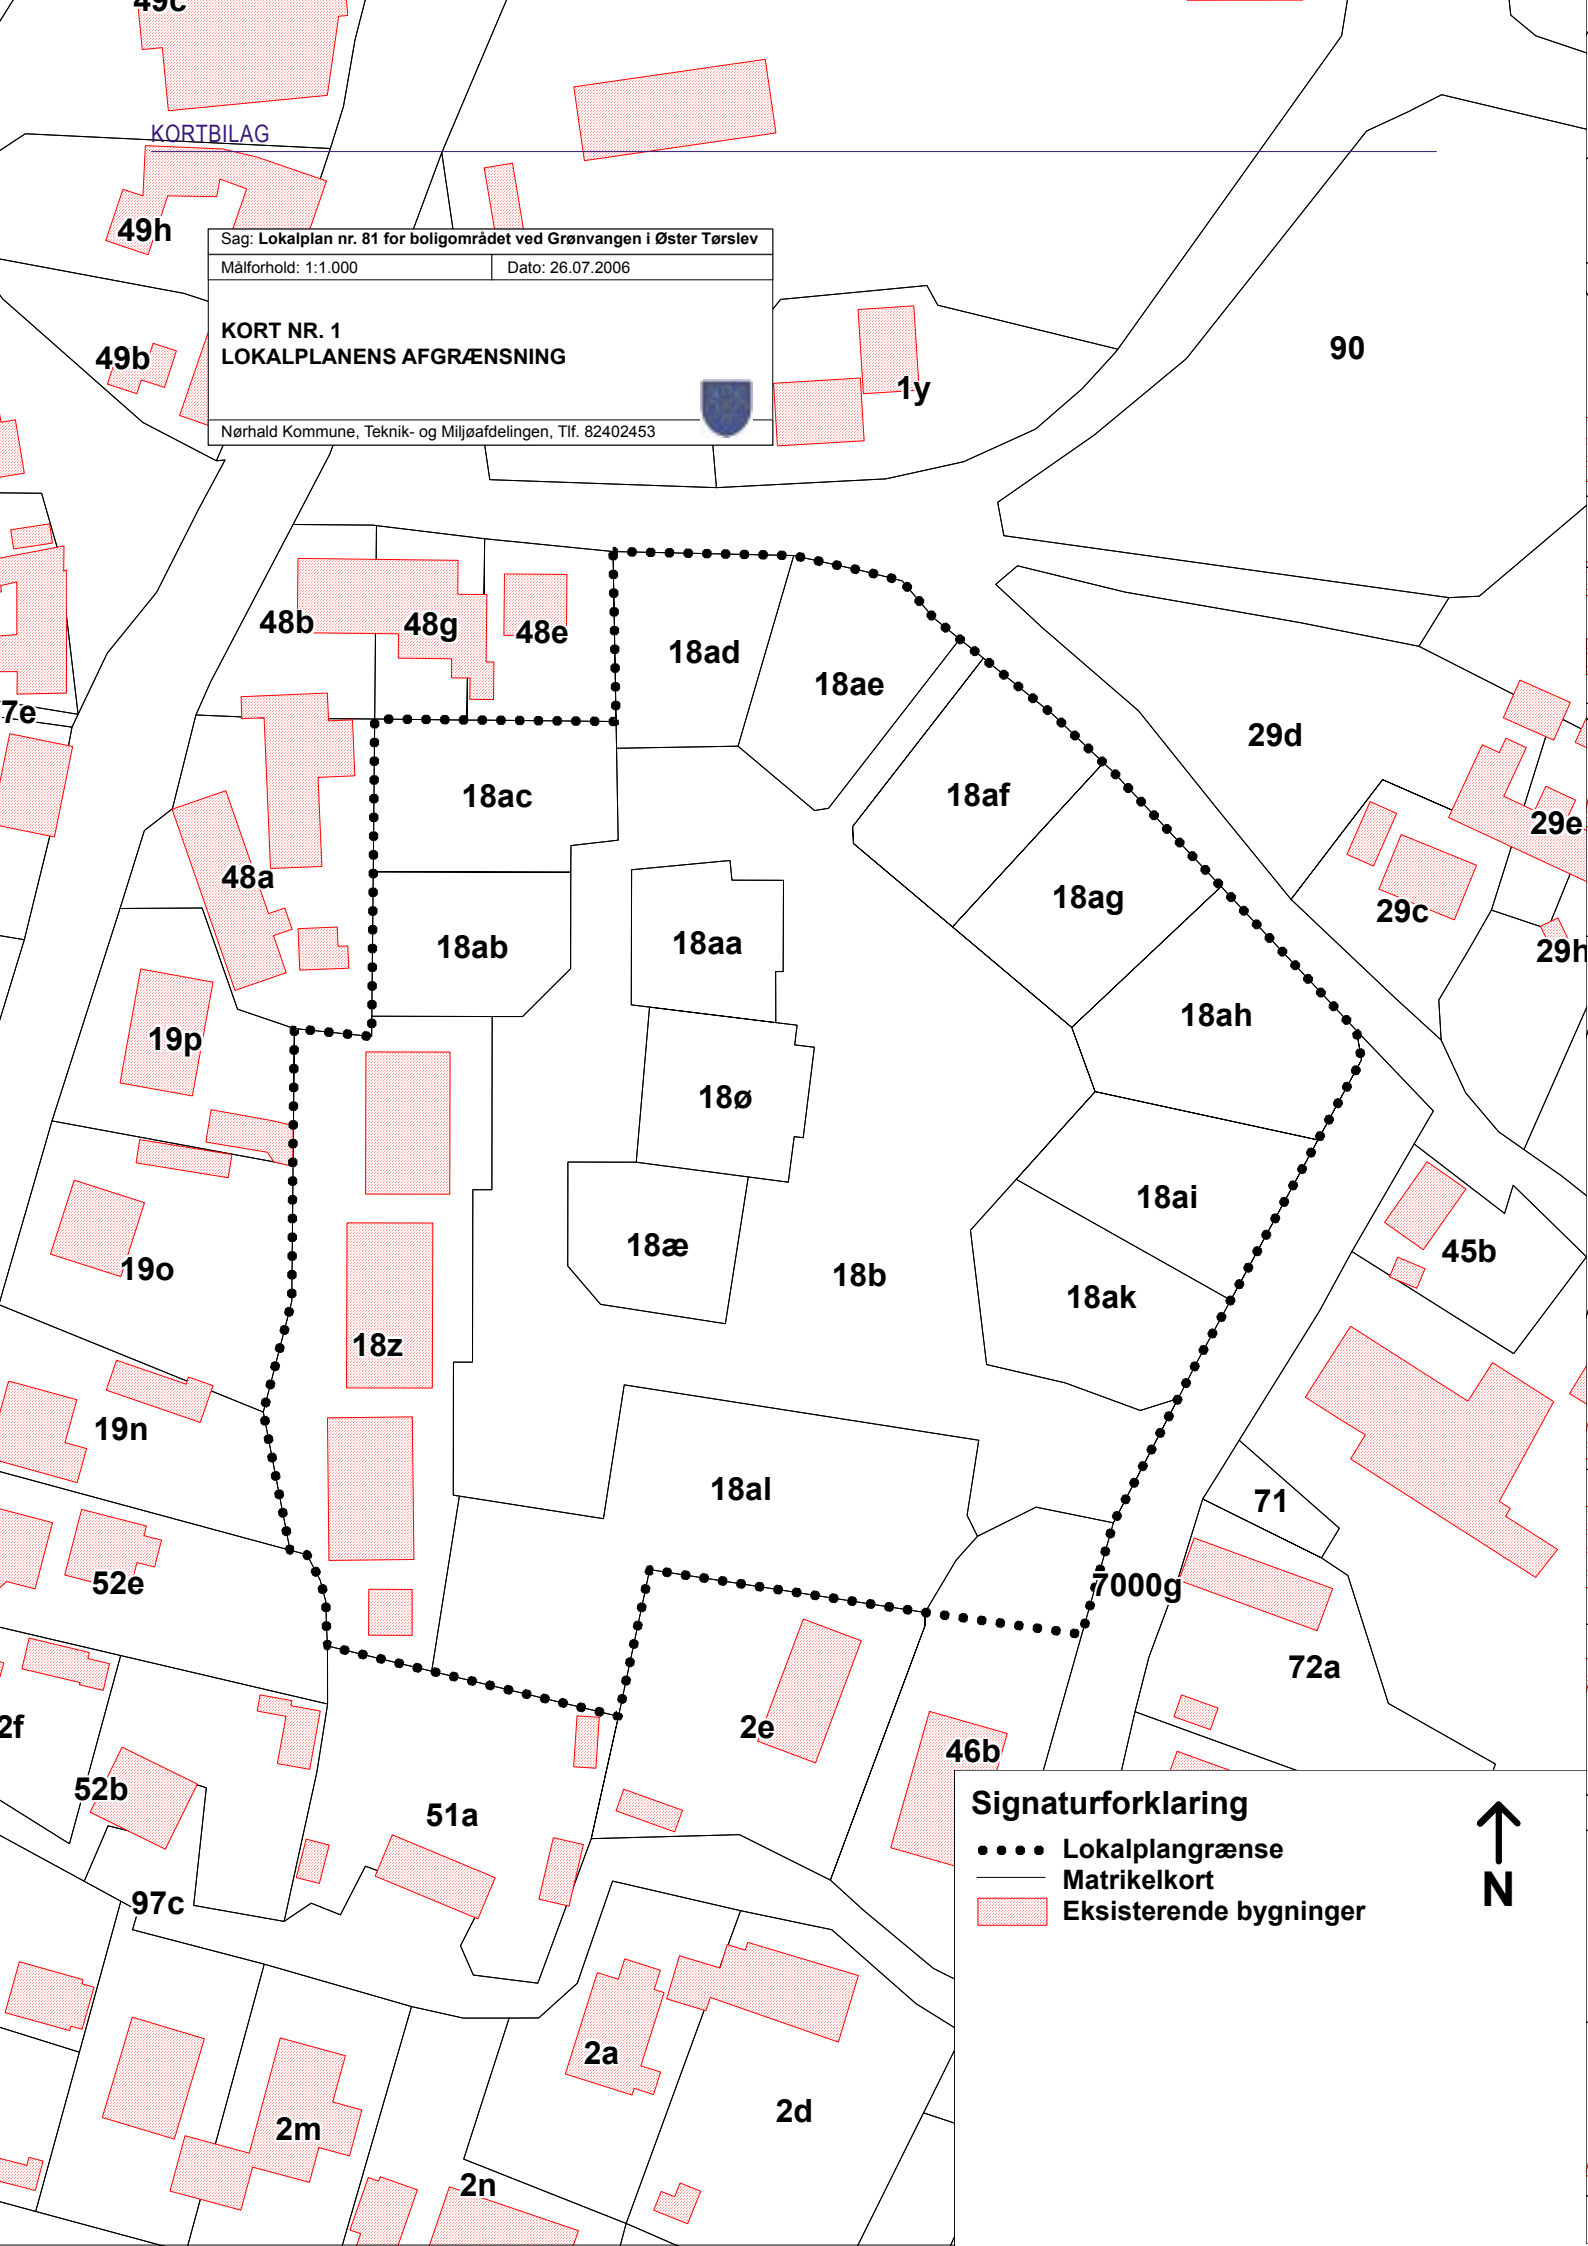 49c
KORTBILAG
49h
Sag: Lokalplan nr. 81 for boligområdet ved Grønvangen i Øster Tørslev
Målforhold: 1:1.000 Dato: 26.07.2006
KORT NR. 1
LOKALPLANENS AFGRÆNSNING
Nørhald Kommune, Teknik- og Miljøafdelingen, Tlf. 82402453
49b
1y
90
48b
48g
48e
18ad
18ae
7e
29d
18ac
18af
29e
48a
18ag
29c
18ab
18aa
29h
19p
18ah
18ø
18ai
19o
18æ
18b
45b
18ak
18z
19n
18al
71
52e
7000g
72a
2f
2e
46b
52b
51a
97c
Signaturforklaring
Lokalplangrænse
Matrikelkort
Eksisterende bygninger
N
2a
2d
2m
2n